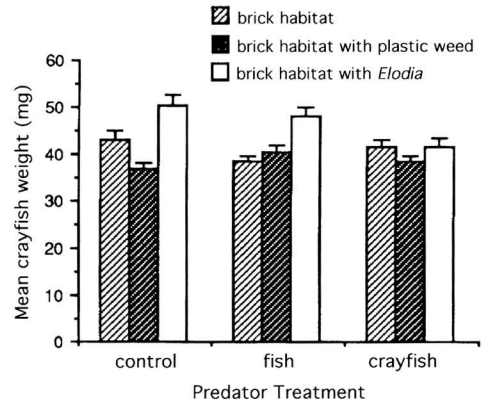 brick habitat
brick habitat with plastic weed
brick habitat with Elodia
Mean crayfish weight (mg)
60
50
40
30
20
10
0
control fish crayfish
Predator Treatment